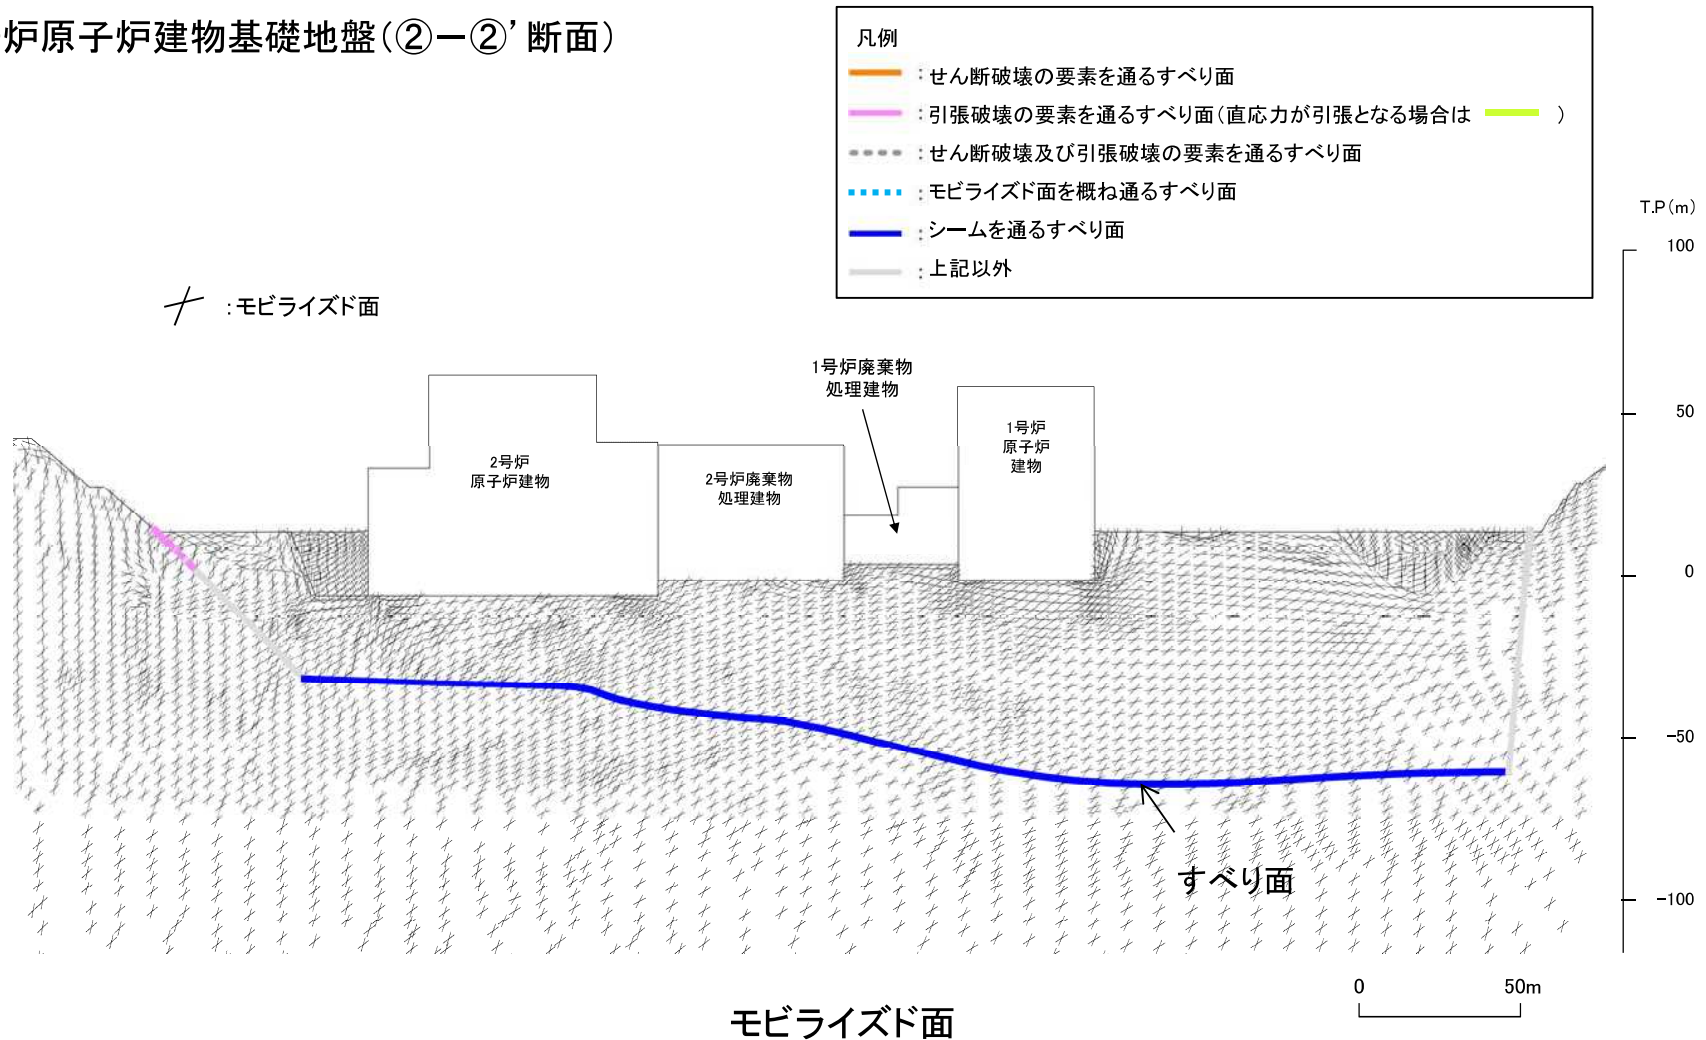 炉原子炉建物基礎地盤(②ー②’断面)
凡例
:せん断破壊の要素を通るすべり面
:引張破壊の要素を通るすべり面(直応力が引張となる場合は )
:せん断破壊及び引張破壊の要素を通るすべり面
:モビライズド面を概ね通るすべり面
:シームを通るすべり面
:上記以外
T.P(m)
100
50
0
-50
-100
:モビライズド面
1号炉廃棄物
処理建物
2号炉
原子炉建物
2号炉廃棄物
処理建物
1号炉
原子炉
建物
すべり面
0 50m
モビライズド面